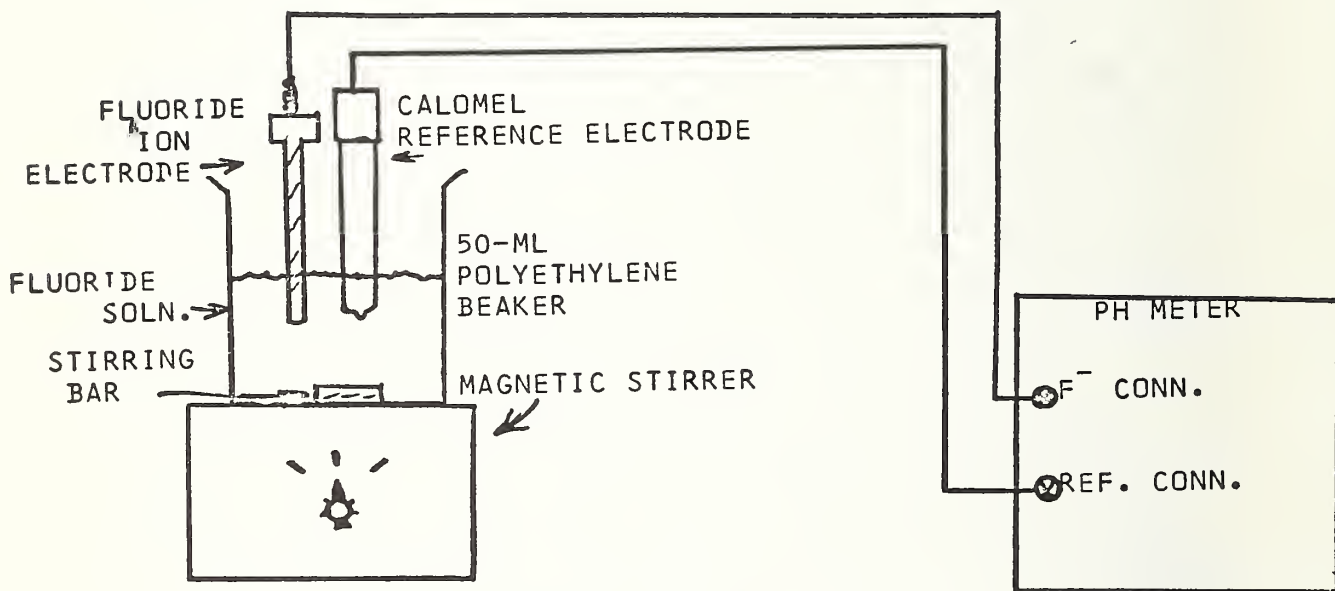 FLUORIDE
ION
ELECTRODE
CALOMEL
REFERENCE ELECTRODE
50-ML
POLYETHYLENE
BEAKER
FLUORIDE
SOLN.
STIRRING
BAR
MAGNETIC STIRRER
PH METER
F⁻ CONN.
REF. CONN.